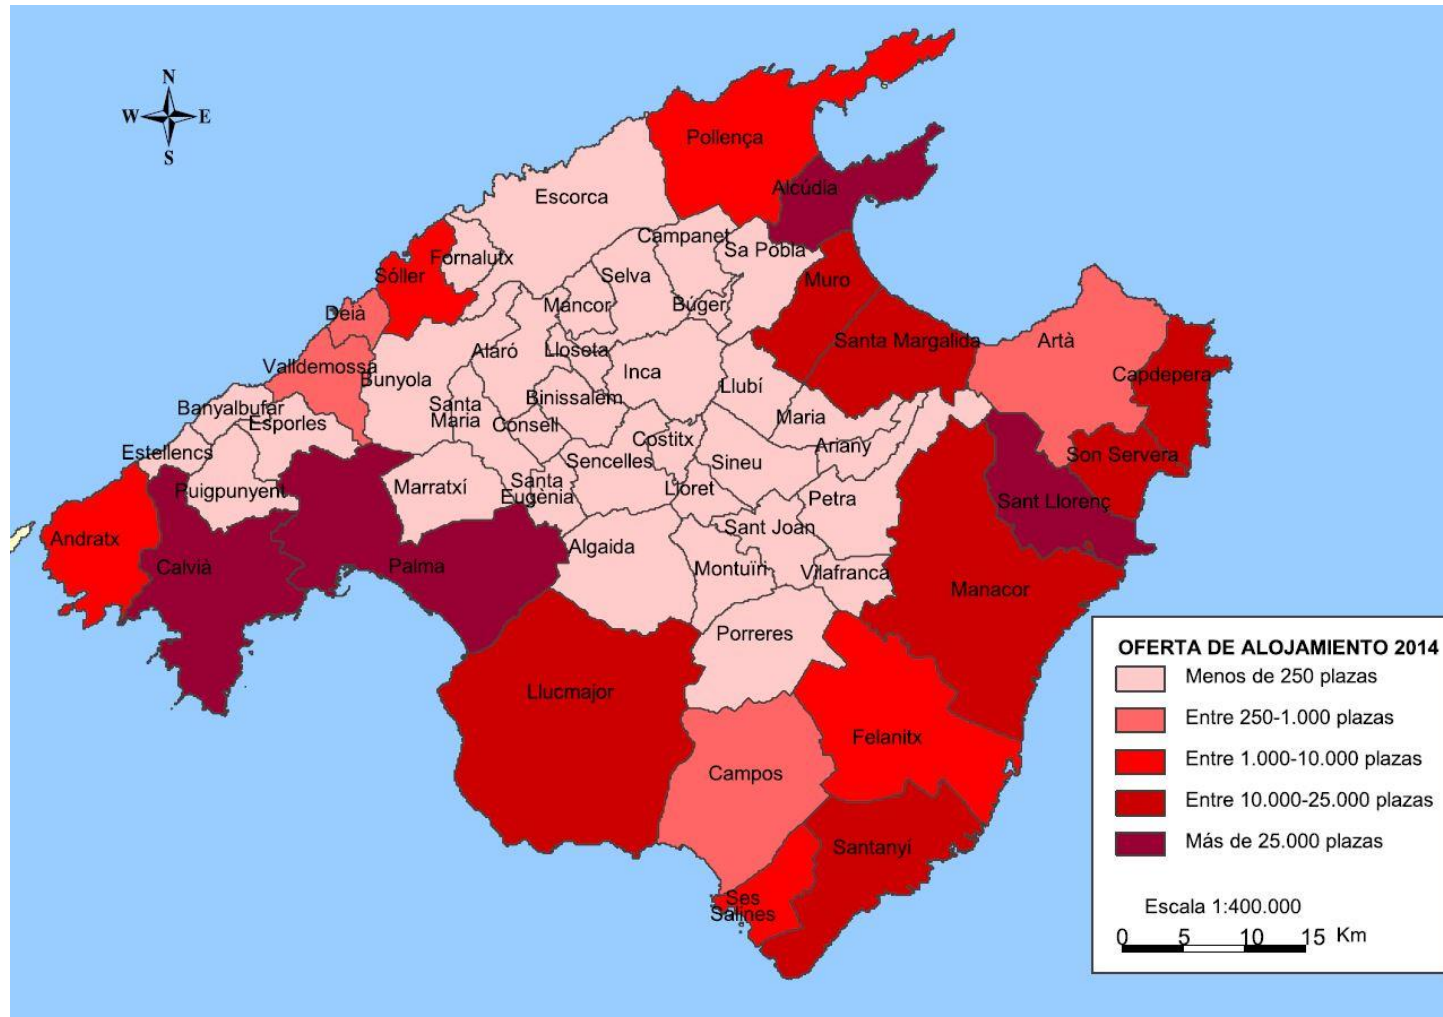 N
W E
S
Pollença
Alcúdia
Escorca
Campanet
Sa Pobla
Fornalutx
Sóller
Selva
Muro
Mancor
Búger
Deià
Santa Margalida
Artà
Alaró
Lloseta
Valldemossa
Bunyola
Inca
Llubí
Capdepera
Banyalbufar
Santa
Maria
Binissalem
Maria
Esporles
Consell
Costitx
Ariany
Estellencs
Sencelles
Sineu
Son Servera
Puigpunyent
Marratxí
Santa
Eugènia
Lloret
Petra
Sant Llorenç
Sant Joan
Andratx
Calvià
Palma
Algaida
Montuïri
Vilafranca
Manacor
Porreres
Llucmajor
Felanitx
Campos
Santanyí
Ses
Salines
OFERTA DE ALOJAMIENTO 2014
Menos de 250 plazas
Entre 250-1.000 plazas
Entre 1.000-10.000 plazas
Entre 10.000-25.000 plazas
Más de 25.000 plazas
Escala 1:400.000
0 5 10 15 Km